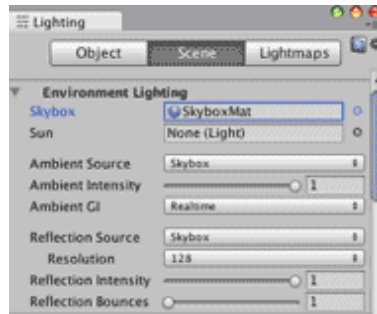 Lighting
Object Scene Lightmaps
Environment Lighting
Skybox SkyboxMat
Sun None (Light)
Ambient Source Skybox
Ambient Intensity 1
Ambient GI Realtime
Reflection Source Skybox
Resolution 128
Reflection Intensity 1
Reflection Bounces 1